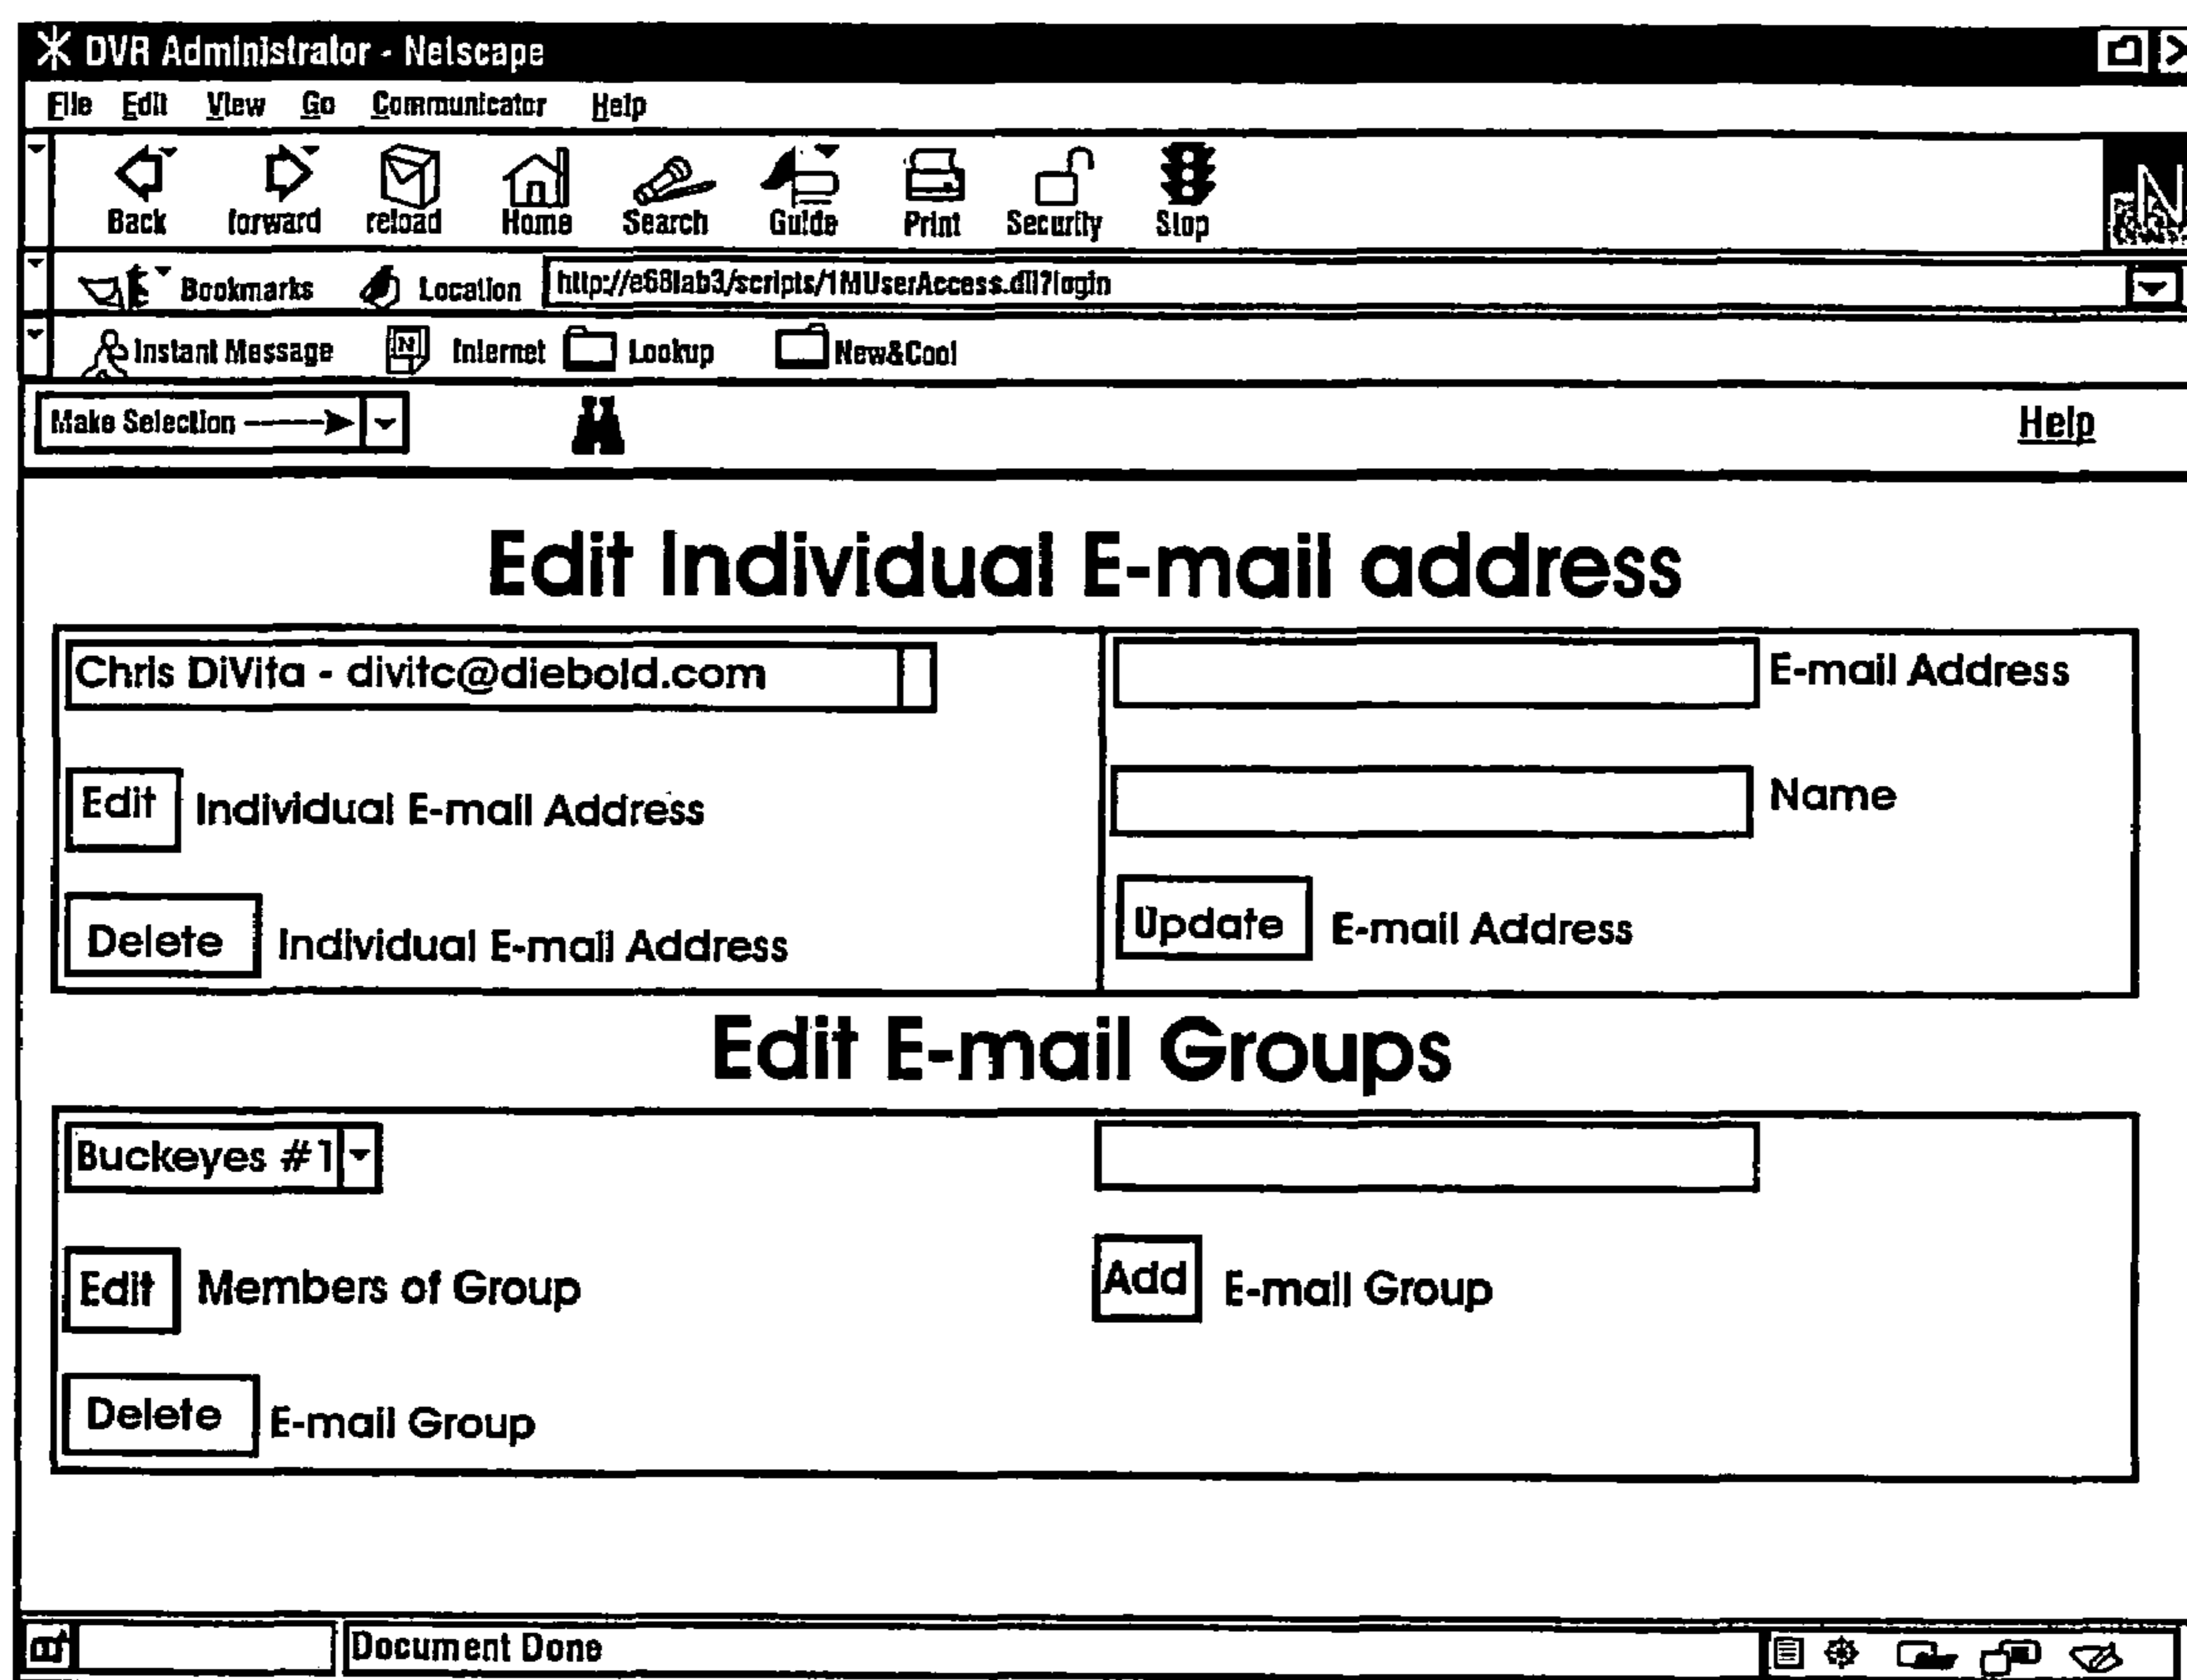 DVR Administrator - Netscape
File Edit View Go Communicator Help
Back forward reload Home Search Guide Print Security Stop
N
Bookmarks Location http://e68lab3/scripts/1MUserAccess.dll?login
Instant Message N Internet Lookup New&Cool
Make Selection Help
Edit Individual E-mail address
Chris DiVita - divitc@diebold.com E-mail Address
Edit Individual E-mail Address Name
Delete Individual E-mail Address Update E-mail Address
Edit E-mail Groups
Buckeyes #1
Edit Members of Group Add E-mail Group
Delete E-mail Group
Document Done